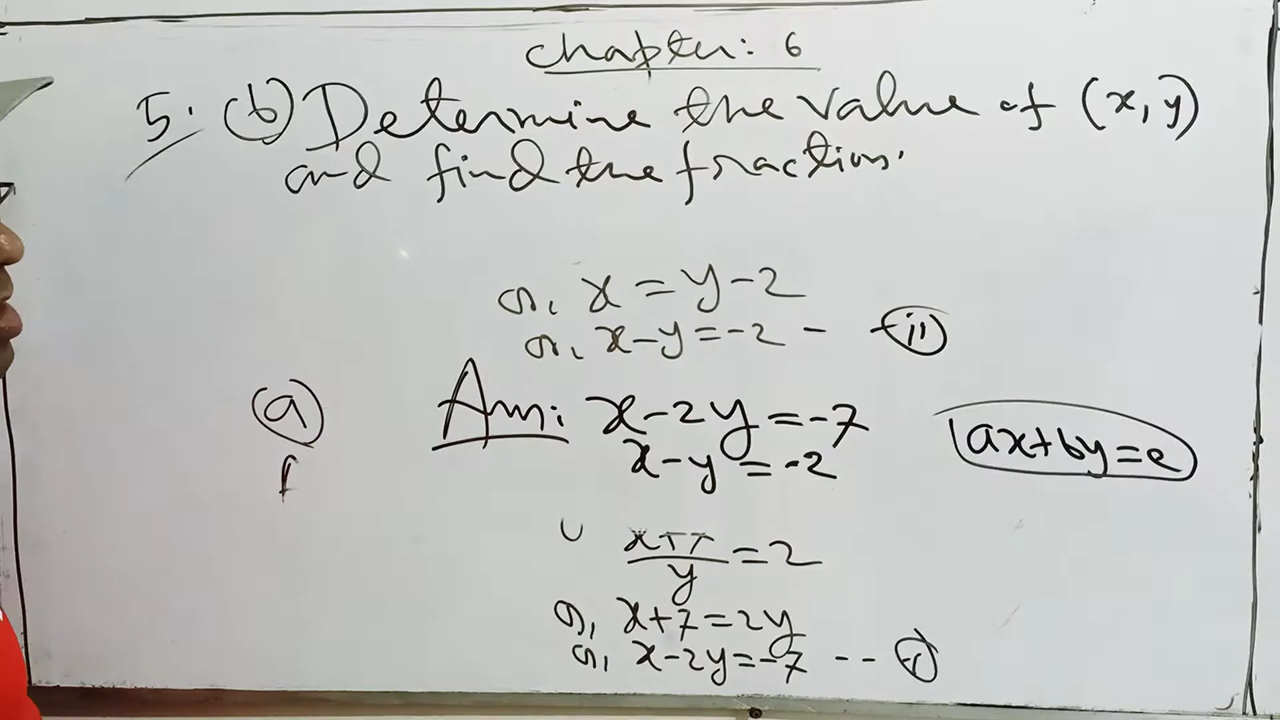 Chapter: 6
5. (b) Determine the value of (x, y)
and find the fraction.
or, x = y - 2
or, x - y = -2 - (ii)
(a) Ans: x - 2y = -7
x - y = -2
ax + by = c
x + 7 / y = 2
or, x + 7 = 2y
or, x - 2y = -7 -- (i)